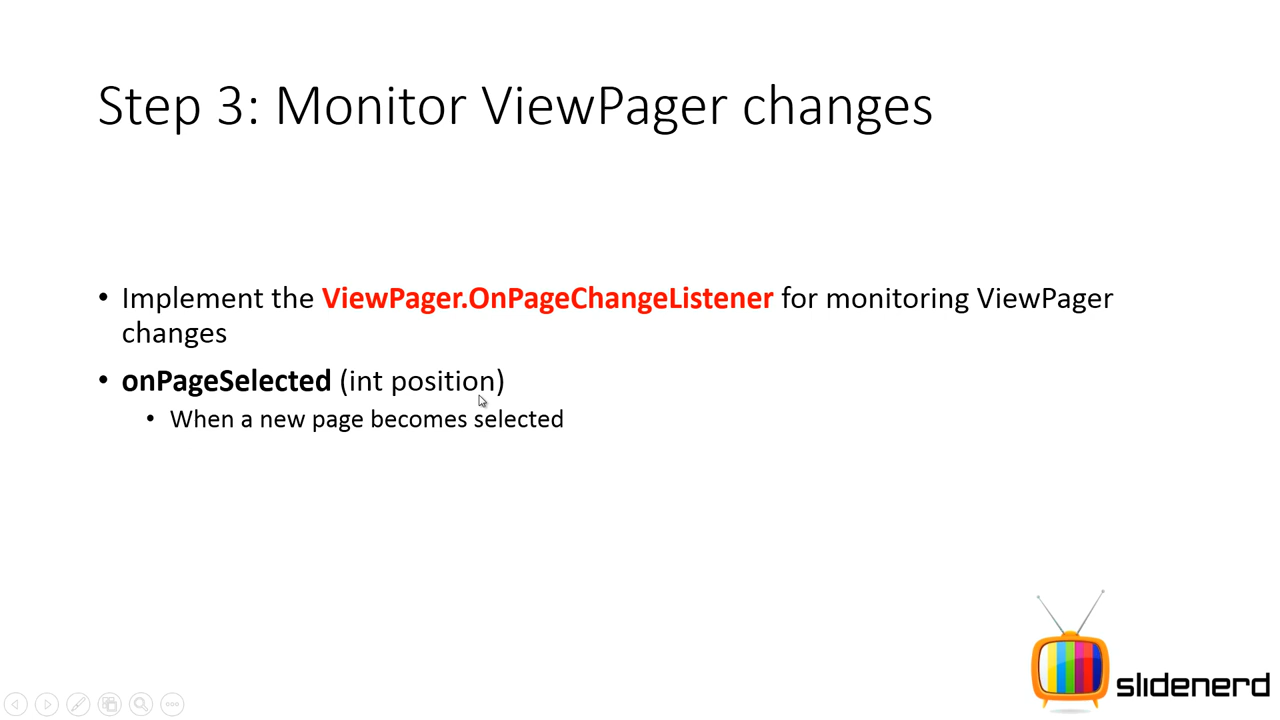 Step 3: Monitor ViewPager changes
• Implement the ViewPager.OnPageChangeListener for monitoring ViewPager
changes
• onPageSelected (int position)
• When a new page becomes selected
slidenerd